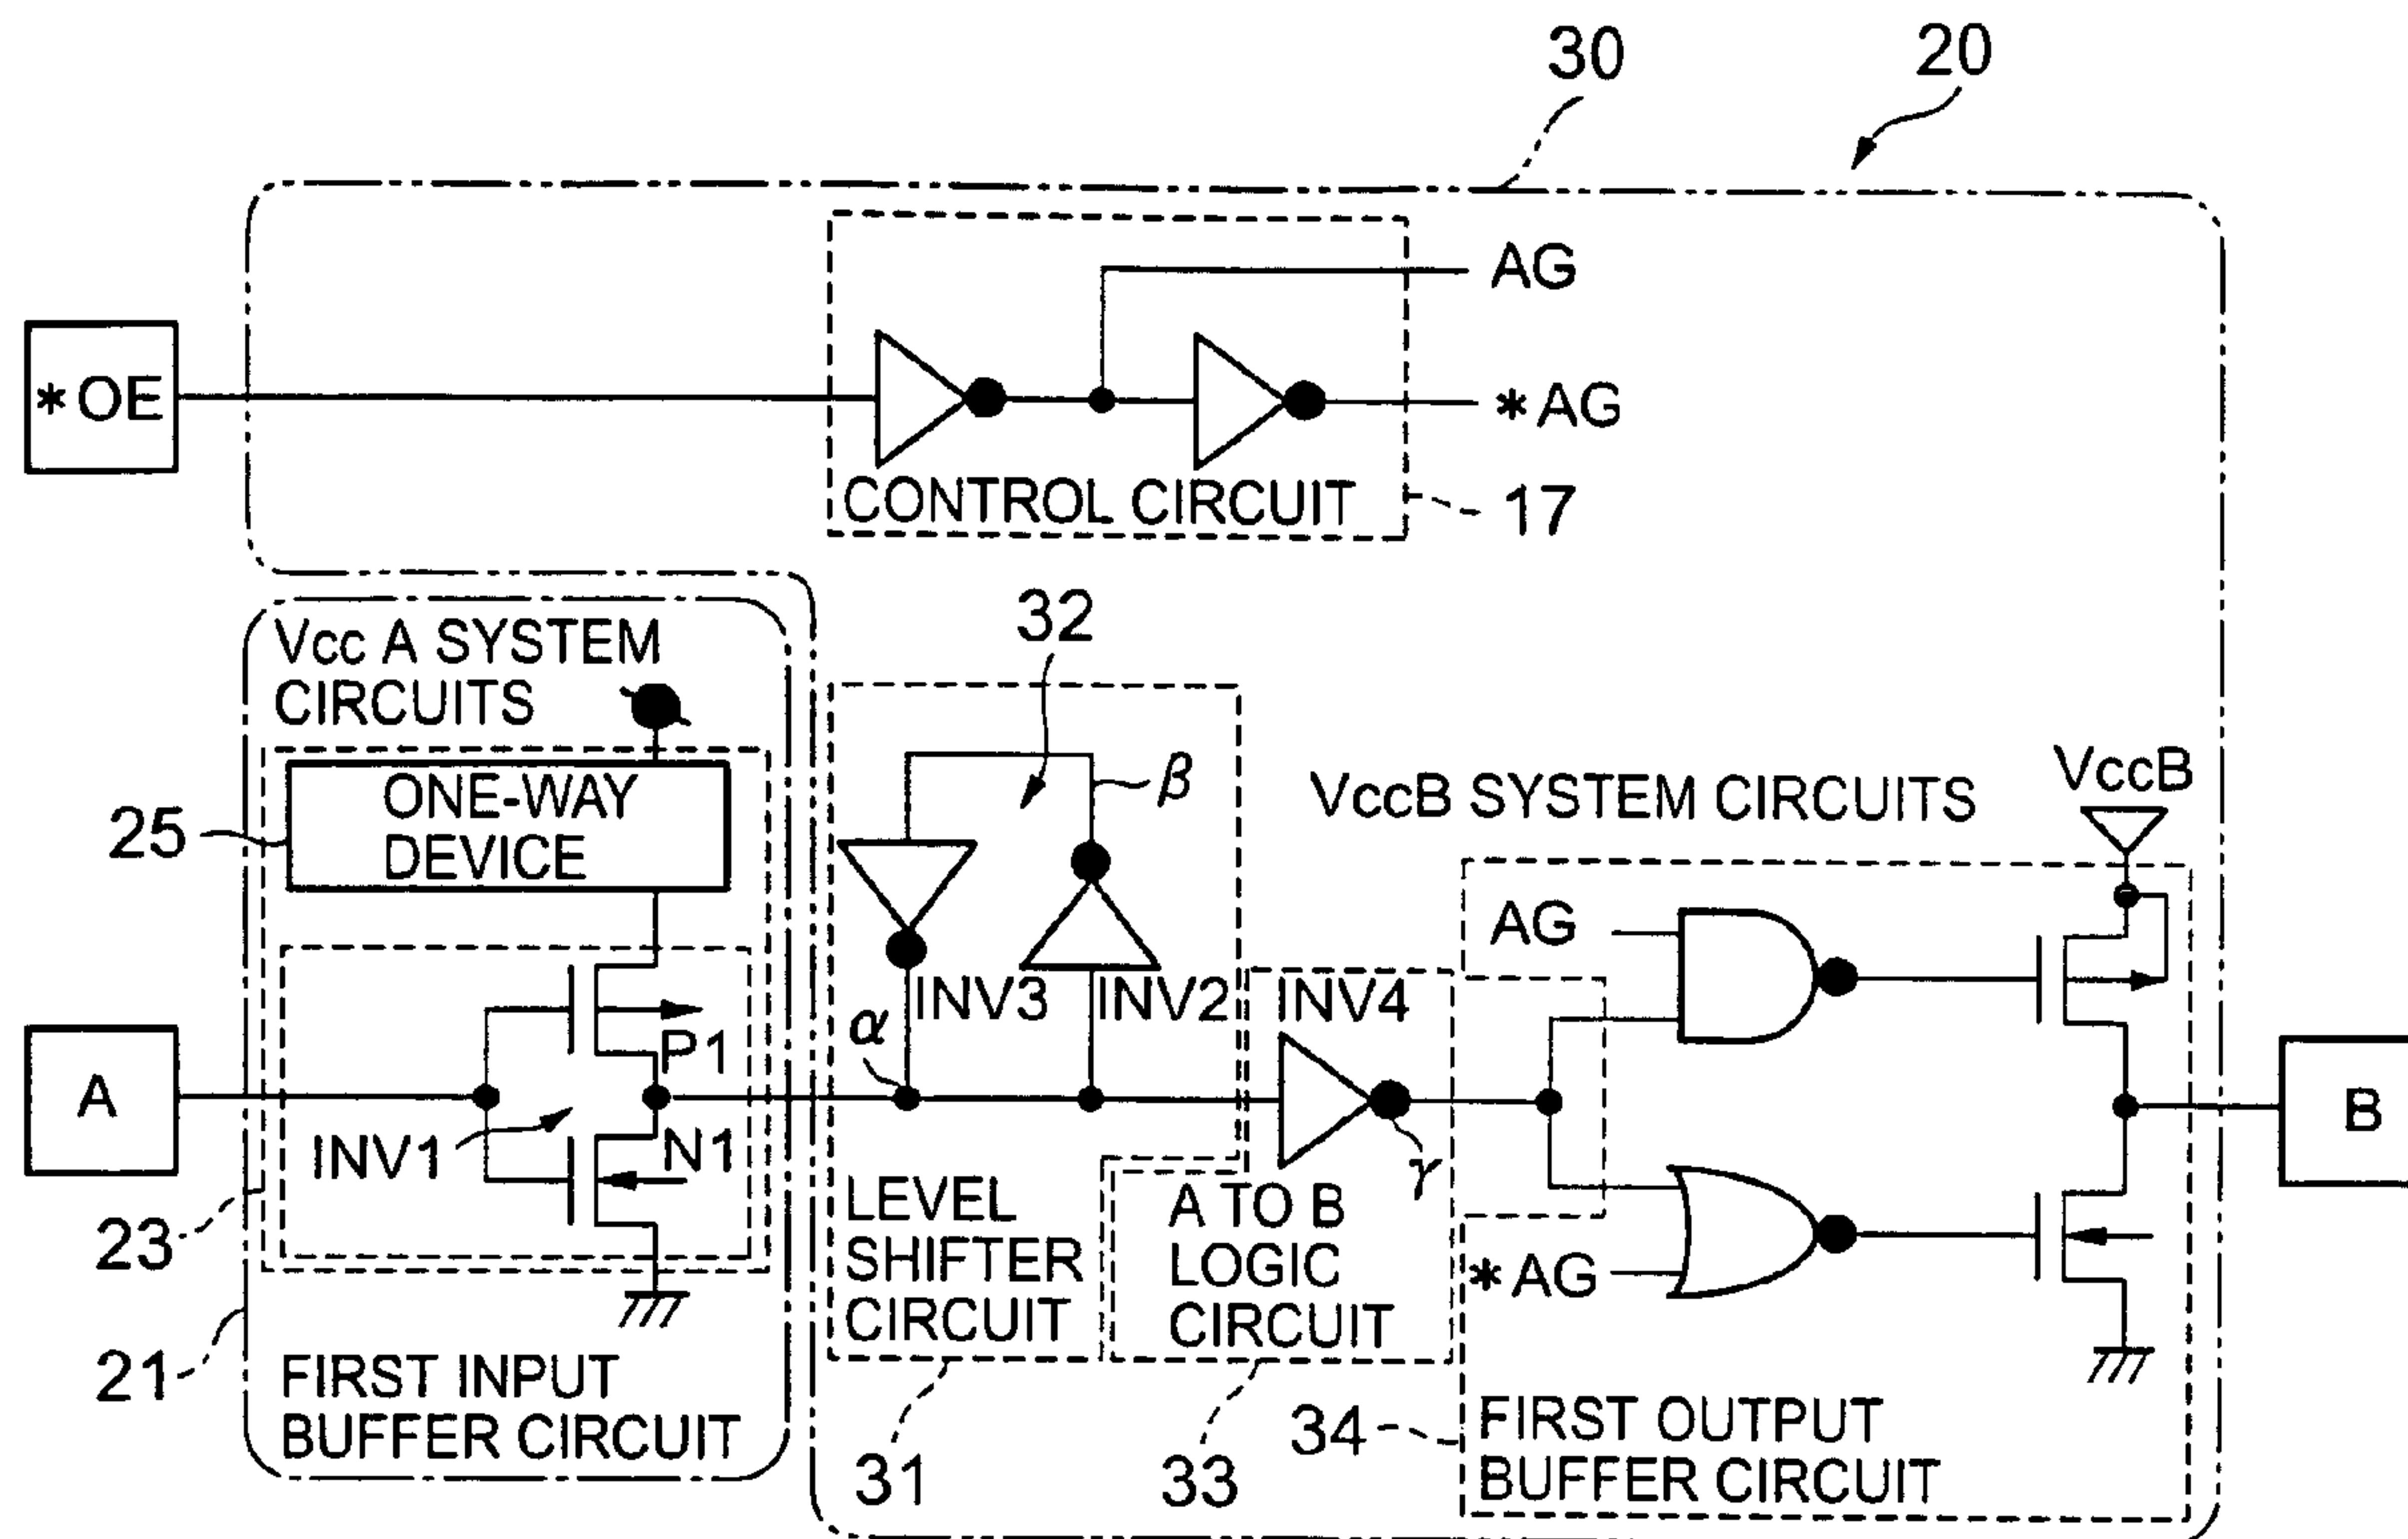 30
20
AG
*OE
*AG
CONTROL CIRCUIT
17
Vcc A SYSTEM
CIRCUITS
32
ONE-WAY
DEVICE
25
β
VccB SYSTEM CIRCUITS
VccB
AG
INV3
INV2
INV4
α
P1
A
B
INV1
N1
γ
23
LEVEL
SHIFTER
CIRCUIT
A TO B
LOGIC
CIRCUIT
*AG
21
FIRST INPUT
BUFFER CIRCUIT
31
33
34
FIRST OUTPUT
BUFFER CIRCUIT